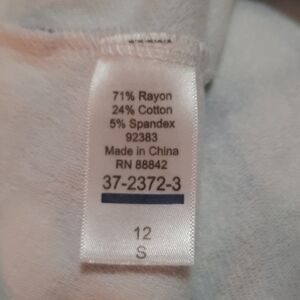 71% Rayon
24% Cotton
5% Spandex
92383
Made in China
RN 88842
37-2372-3
12
S